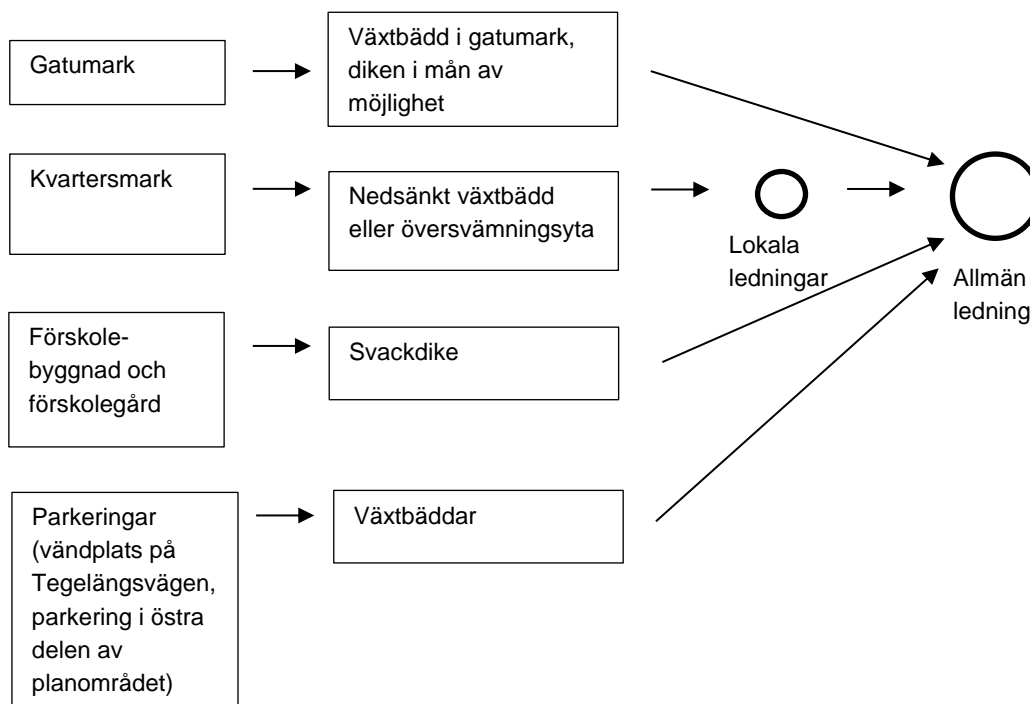 Gatumark
Växtbädd i gatumark,
diken i mån av
möjlighet
Kvartersmark
Nedsänkt växtbädd
eller översvämningsyta
Lokala
ledningar
Allmän
ledning
Förskole-
byggnad och
förskolegård
Svackdike
Parkeringar
(vändplats på
Tegelängsvägen,
parkering i östra
delen av
planområdet)
Växtbäddar